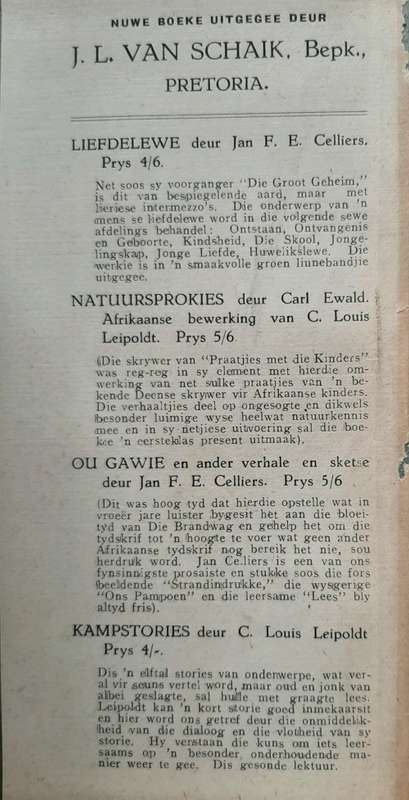 NUWE BOEKE UITGEGEE DEUR
J. L. VAN SCHAIK, Bepk.,
PRETORIA.
LIEFDELEWE deur Jan F. E. Celliers.
Prys 4/6.
Net soos sy voorganger "Die Groot Geheim,"
is dit van bespiegelende aard, maar met
lieriese intermezzo's. Die onderwerp van 'n
mens se liefdelewe word in die volgende sewe
afdelings behandel: Ontstaan, Ontvangenis
en Geboorte, Kindsheid, Die Skool, Jonge-
lingskap, Jonge Liefde, Huwelikslewe. Die
werkie is in 'n smaakvolle groen linnebandjie
uitgegee.
NATUURSPROKIES deur Carl Ewald.
Afrikaanse bewerking van C. Louis
Leipoldt. Prys 5/6
(Die skrywer van "Praatjies met die Kinders"
was reg-reg in sy element met hierdie om-
werking van net sulke praatjies van 'n be-
kende Deense skrywer vir Afrikaanse kinders.
Die verhaaltjies deel op ongesogte en dikwels
besonder luimige wyse heelwat natuurkennis
mee en in sy netjiese uitvoering sal die boe-
kie 'n eersteklas present uitmaak).
OU GAWIE en ander verhale en sketse
deur Jan F. E. Celliers. Prys 5/6
(Dit was hoog tyd dat hierdie opstelle wat in
vroeër jare luister bygesit het aan die bloei-
tyd van Die Brandwag en gehelp het om die
tydskrif tot 'n hoogte te voer wat geen ander
Afrikaanse tydskrif nog bereik het nie, sou
herdruk word. Jan Celliers is een van ons
fynsinnigste prosaiste en stukke soos die fors
beeldende "Strandindrukke," die wysgerige
"Ons Pampoen" en die leersame "Lees" bly
altyd fris).
KAMPSTORIES deur C. Louis Leipoldt
Prys 4/-.
Dis 'n elftal stories van onderwerpe, wat ver-
al vir seuns vertel word, maar oud en jonk van
albei geslagte, sal hulle met graagte lees.
Leipoldt kan 'n kort storie goed inmekaarsit
en hier word ons getref deur die onmiddelik-
heid van die dialoog en die vlotheid van sy
storie. Hy verstaan die kuns om iets leer-
saams op 'n besonder, onderhoudende ma-
nier weer te gee. Dis gesonde lektuur.